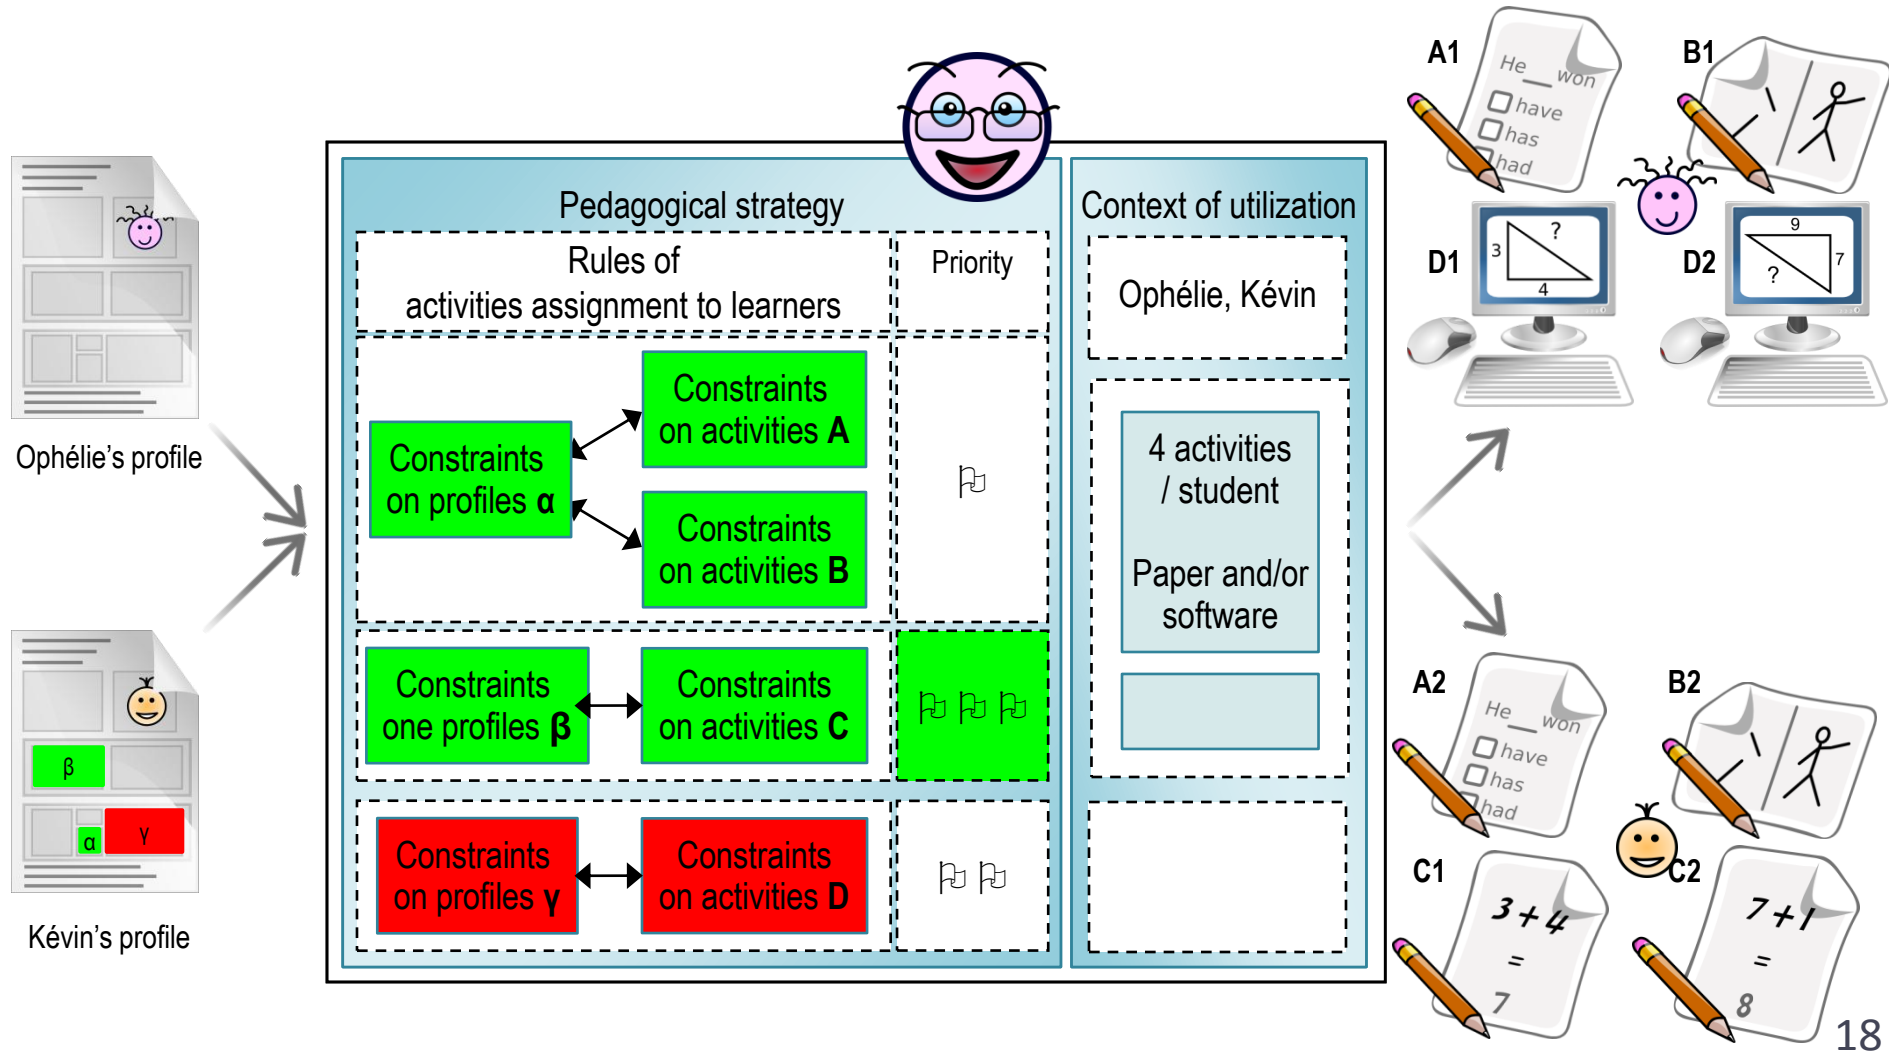 Ophélie's profile
β
α
γ
Kévin's profile
Pedagogical strategy
Rules of
activities assignment to learners
Priority
Constraints
on profiles α
Constraints
on activities A
Constraints
on activities B
Constraints
one profiles β
Constraints
on activities C
Constraints
on profiles γ
Constraints
on activities D
Context of utilization
Ophélie, Kévin
4 activities
/ student
Paper and/or
software
A1
He __ won
have
has
had
B1
D1
3
?
4
D2
9
7
?
A2
He __ won
have
has
had
B2
C1
3+4
=
7
C2
7+1
=
8
18